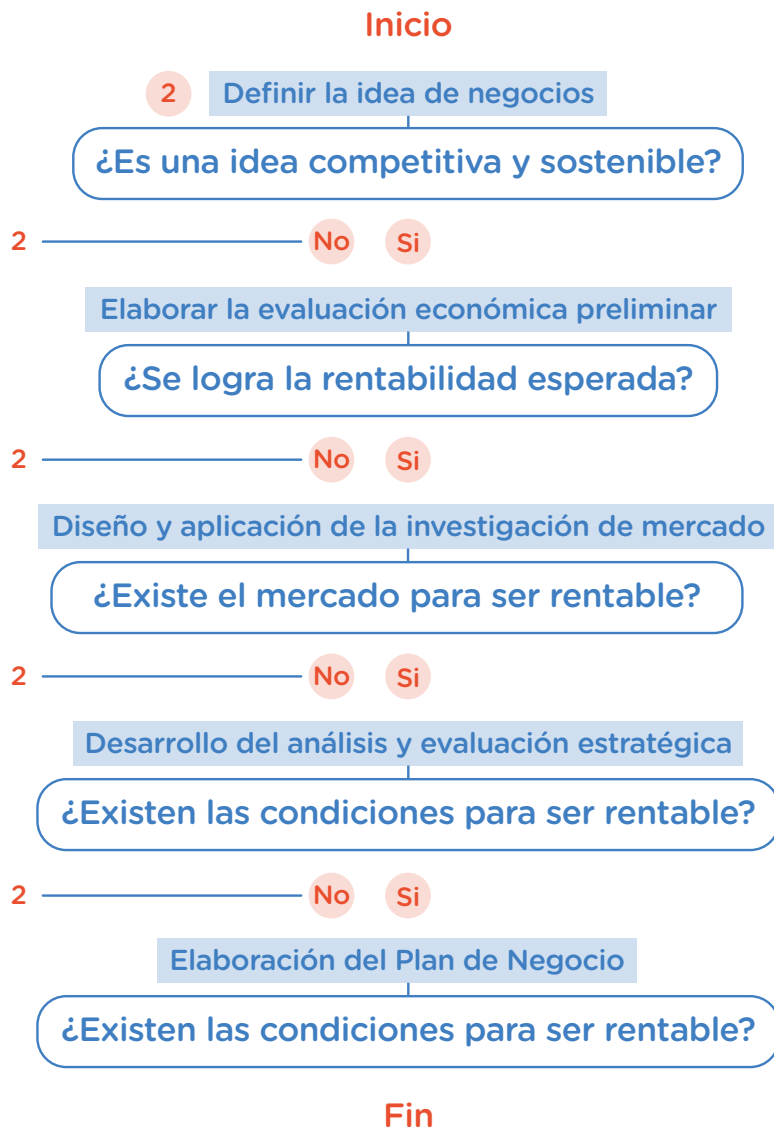 Inicio
2 Definir la idea de negocios
¿Es una idea competitiva y sostenible?
2 No Si
Elaborar la evaluación económica preliminar
¿Se logra la rentabilidad esperada?
2 No Si
Diseño y aplicación de la investigación de mercado
¿Existe el mercado para ser rentable?
2 No Si
Desarrollo del análisis y evaluación estratégica
¿Existen las condiciones para ser rentable?
2 No Si
Elaboración del Plan de Negocio
¿Existen las condiciones para ser rentable?
Fin